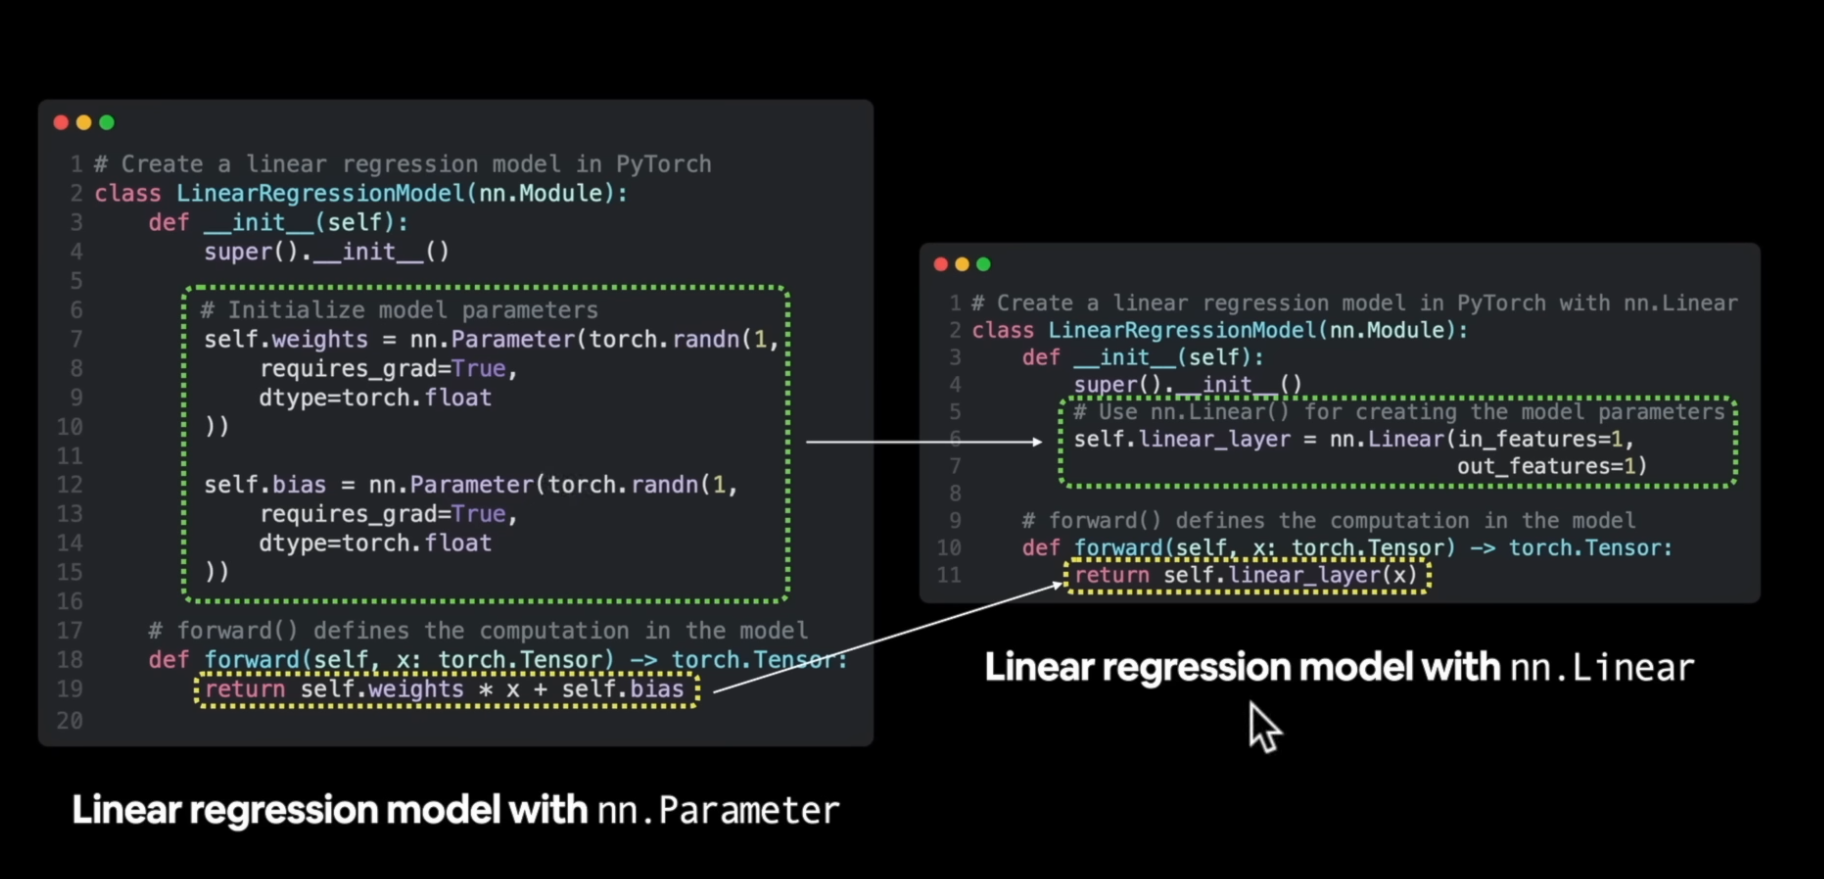 1 # Create a linear regression model in PyTorch
2 class LinearRegressionModel(nn.Module):
3     def __init__(self):
4         super().__init__()
5
6         # Initialize model parameters
7         self.weights = nn.Parameter(torch.randn(1,
8             requires_grad=True,
9             dtype=torch.float
10         ))
11
12         self.bias = nn.Parameter(torch.randn(1,
13             requires_grad=True,
14             dtype=torch.float
15         ))
16
17     # forward() defines the computation in the model
18     def forward(self, x: torch.Tensor) -> torch.Tensor:
19         return self.weights * x + self.bias
20
Linear regression model with nn.Parameter
1 # Create a linear regression model in PyTorch with nn.Linear
2 class LinearRegressionModel(nn.Module):
3     def __init__(self):
4         super().__init__()
5         # Use nn.Linear() for creating the model parameters
6         self.linear_layer = nn.Linear(in_features=1,
7                                       out_features=1)
8
9     # forward() defines the computation in the model
10     def forward(self, x: torch.Tensor) -> torch.Tensor:
11         return self.linear_layer(x)
Linear regression model with nn.Linear